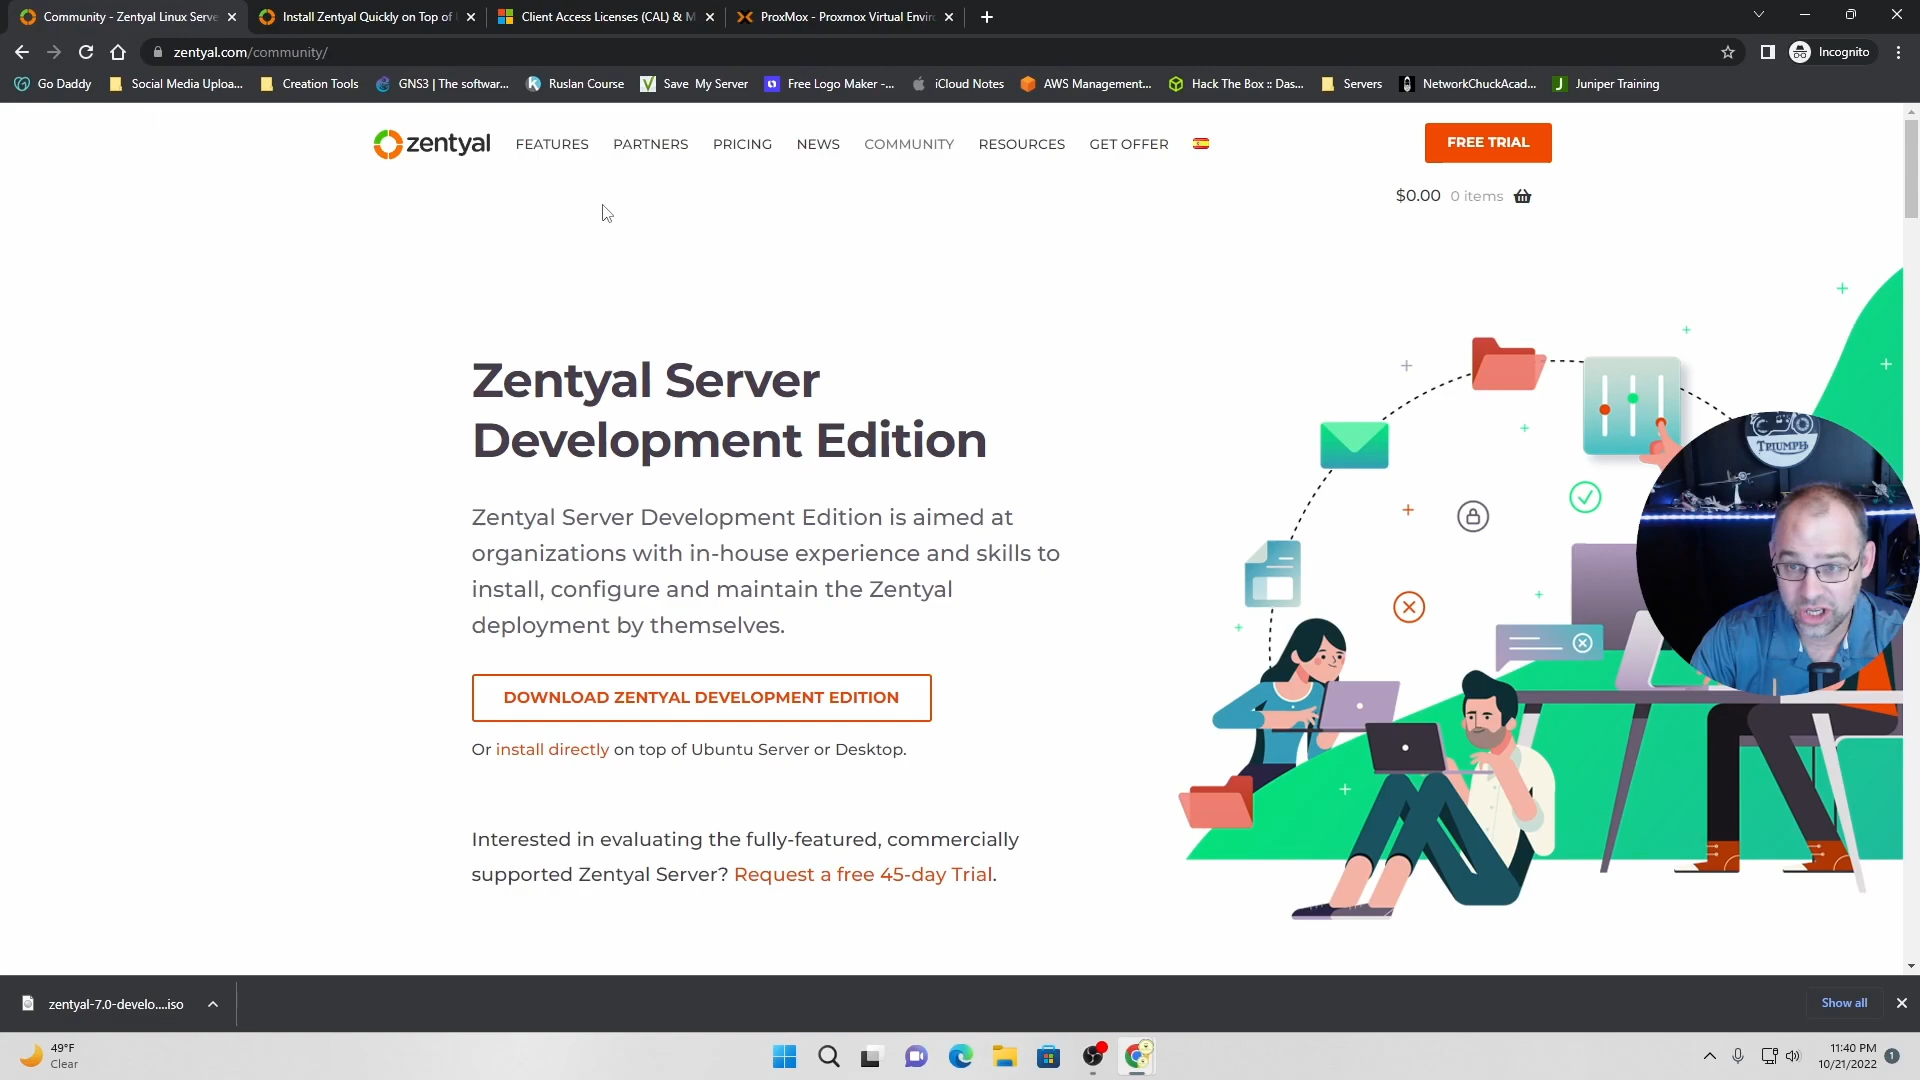 Community - Zentyal Linux Serve
Install Zentyal Quickly on Top of
Client Access Licenses (CAL) & M
ProxMox - Proxmox Virtual Enviro
zentyal.com/community/
Incognito
Go Daddy
Social Media Uploa...
Creation Tools
GNS3 | The softwar...
Ruslan Course
Save My Server
Free Logo Maker -...
iCloud Notes
AWS Management...
Hack The Box :: Das...
Servers
NetworkChuckAcad...
Juniper Training
zentyal
FEATURES
PARTNERS
PRICING
NEWS
COMMUNITY
RESOURCES
GET OFFER
FREE TRIAL
$0.00 0 items
Zentyal Server
Development Edition
Zentyal Server Development Edition is aimed at
organizations with in-house experience and skills to
install, configure and maintain the Zentyal
deployment by themselves.
DOWNLOAD ZENTYAL DEVELOPMENT EDITION
Or install directly on top of Ubuntu Server or Desktop.
Interested in evaluating the fully-featured, commercially
supported Zentyal Server? Request a free 45-day Trial.
TRIUMPH
zentyal-7.0-develo....iso
Show all
49°F
Clear
11:40 PM
10/21/2022
1